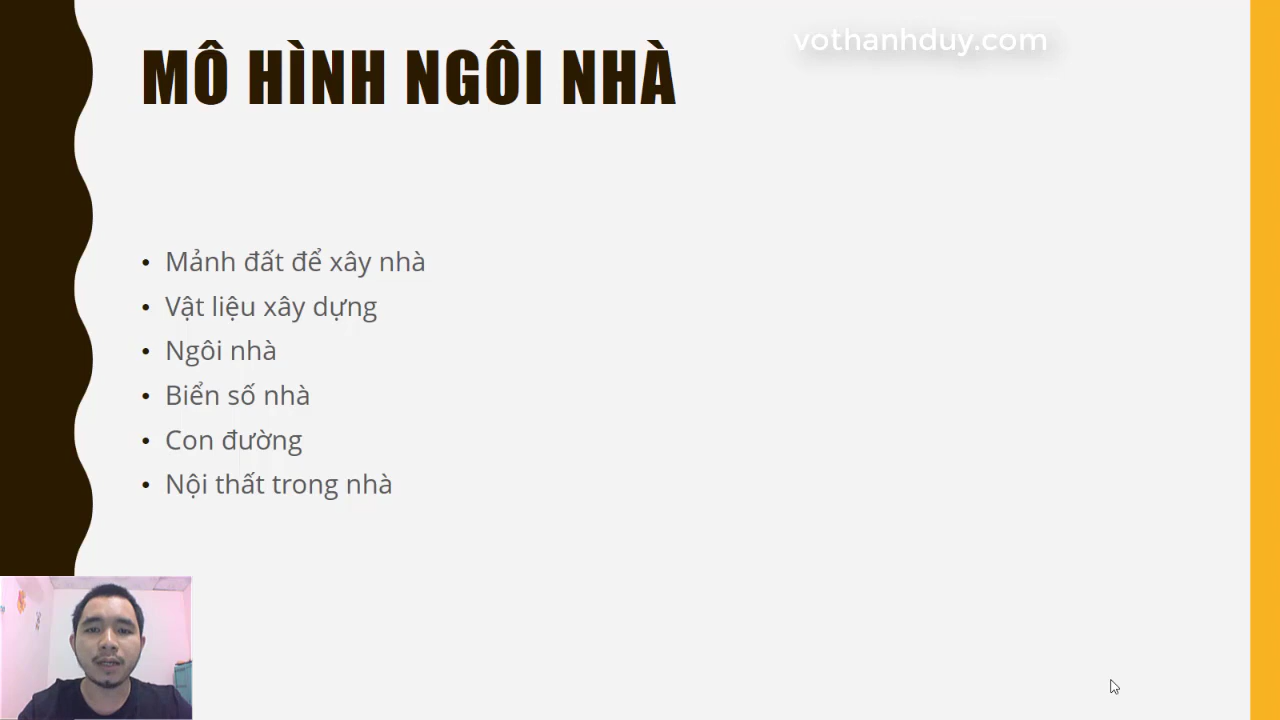 vothanhduy.com
MÔ HÌNH NGÔI NHÀ
• Mảnh đất để xây nhà
• Vật liệu xây dựng
• Ngôi nhà
• Biển số nhà
• Con đường
• Nội thất trong nhà